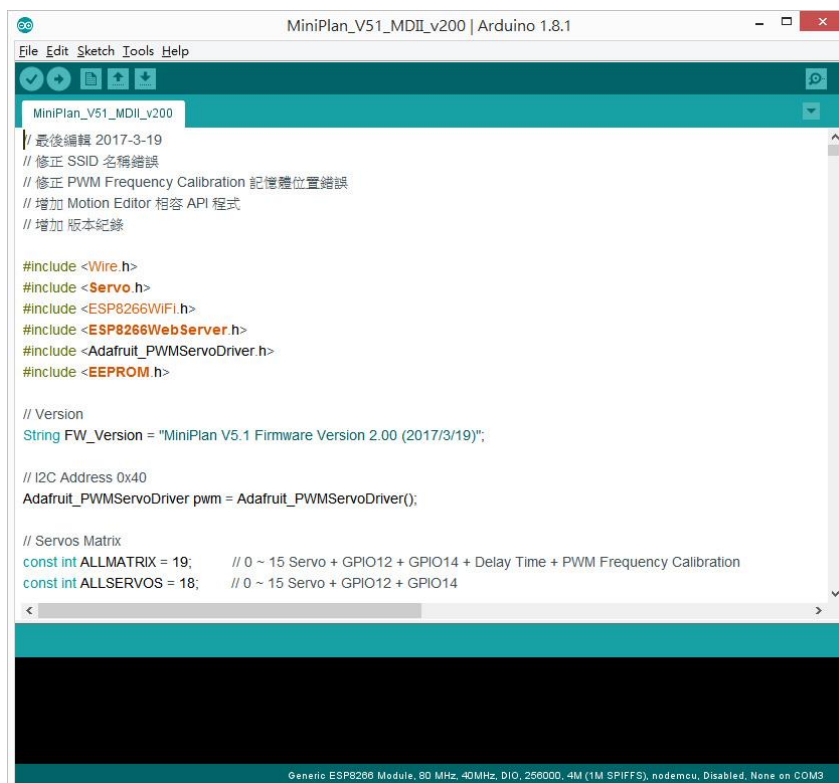 MiniPlan_V51_MDII_v200 | Arduino 1.8.1
File Edit Sketch Tools Help
MiniPlan_V51_MDII_v200
// 最後編輯 2017-3-19
// 修正 SSID 名稱錯誤
// 修正 PWM Frequency Calibration 記憶體位置錯誤
// 增加 Motion Editor 相容 API 程式
// 增加 版本紀錄
#include <Wire.h>
#include <Servo.h>
#include <ESP8266WiFi.h>
#include <ESP8266WebServer.h>
#include <Adafruit_PWMServoDriver.h>
#include <EEPROM.h>
// Version
String FW_Version = "MiniPlan V5.1 Firmware Version 2.00 (2017/3/19)";
// I2C Address 0x40
Adafruit_PWMServoDriver pwm = Adafruit_PWMServoDriver();
// Servos Matrix
const int ALLMATRIX = 19; // 0 ~ 15 Servo + GPIO12 + GPIO14 + Delay Time + PWM Frequency Calibration
const int ALLSERVOS = 18; // 0 ~ 15 Servo + GPIO12 + GPIO14
Generic ESP8266 Module, 80 MHz, 40MHz, DIO, 256000, 4M (1M SPIFFS), nodemcu, Disabled, None on COM3